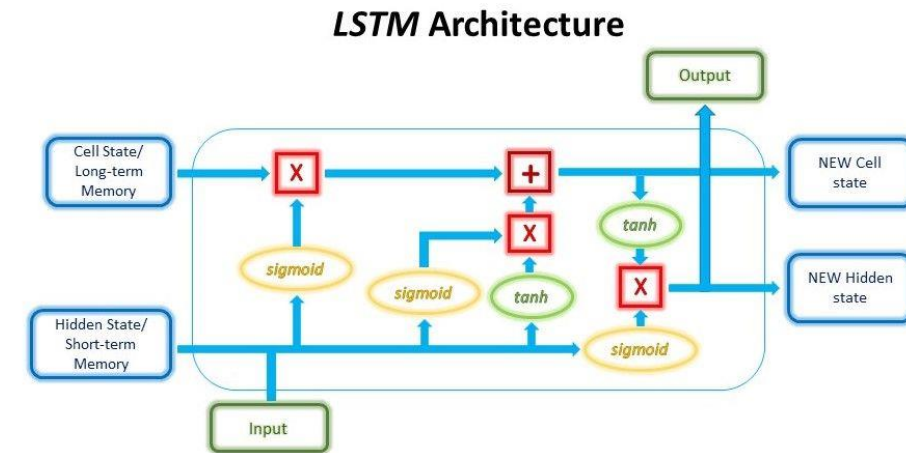 LSTM Architecture
Output
Cell State/
Long-term
Memory
X
+
NEW Cell
state
X
tanh
sigmoid
sigmoid
tanh
X
NEW Hidden
state
Hidden State/
Short-term
Memory
sigmoid
Input